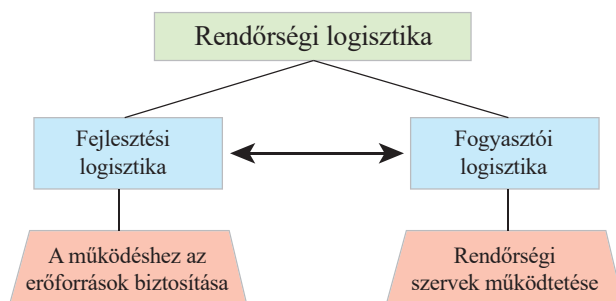 Rendőrségi logisztika
Fejlesztési
logisztika
Fogyasztói
logisztika
A működéshez az
erőforrások biztosítása
Rendőrségi
szervek működtetése